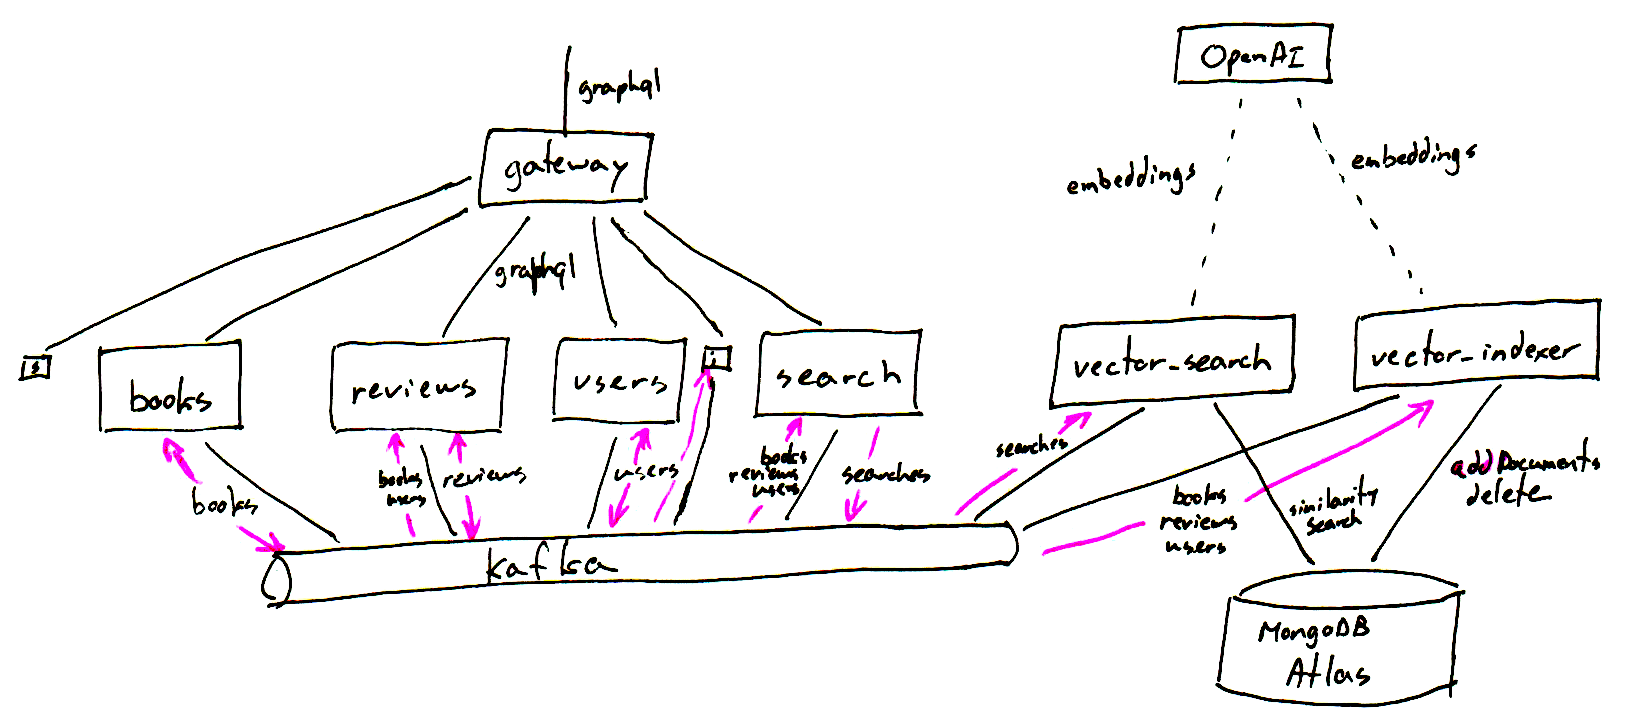 OpenAI
graphql
gateway
embeddings
embeddings
graphql
s
books
reviews
users
i
search
vector_search
vector_indexer
books
books
users
reviews
users
books
reviews
users
searches
searches
books
reviews
users
similarity
search
addDocuments
delete
kafka
MongoDB
Atlas